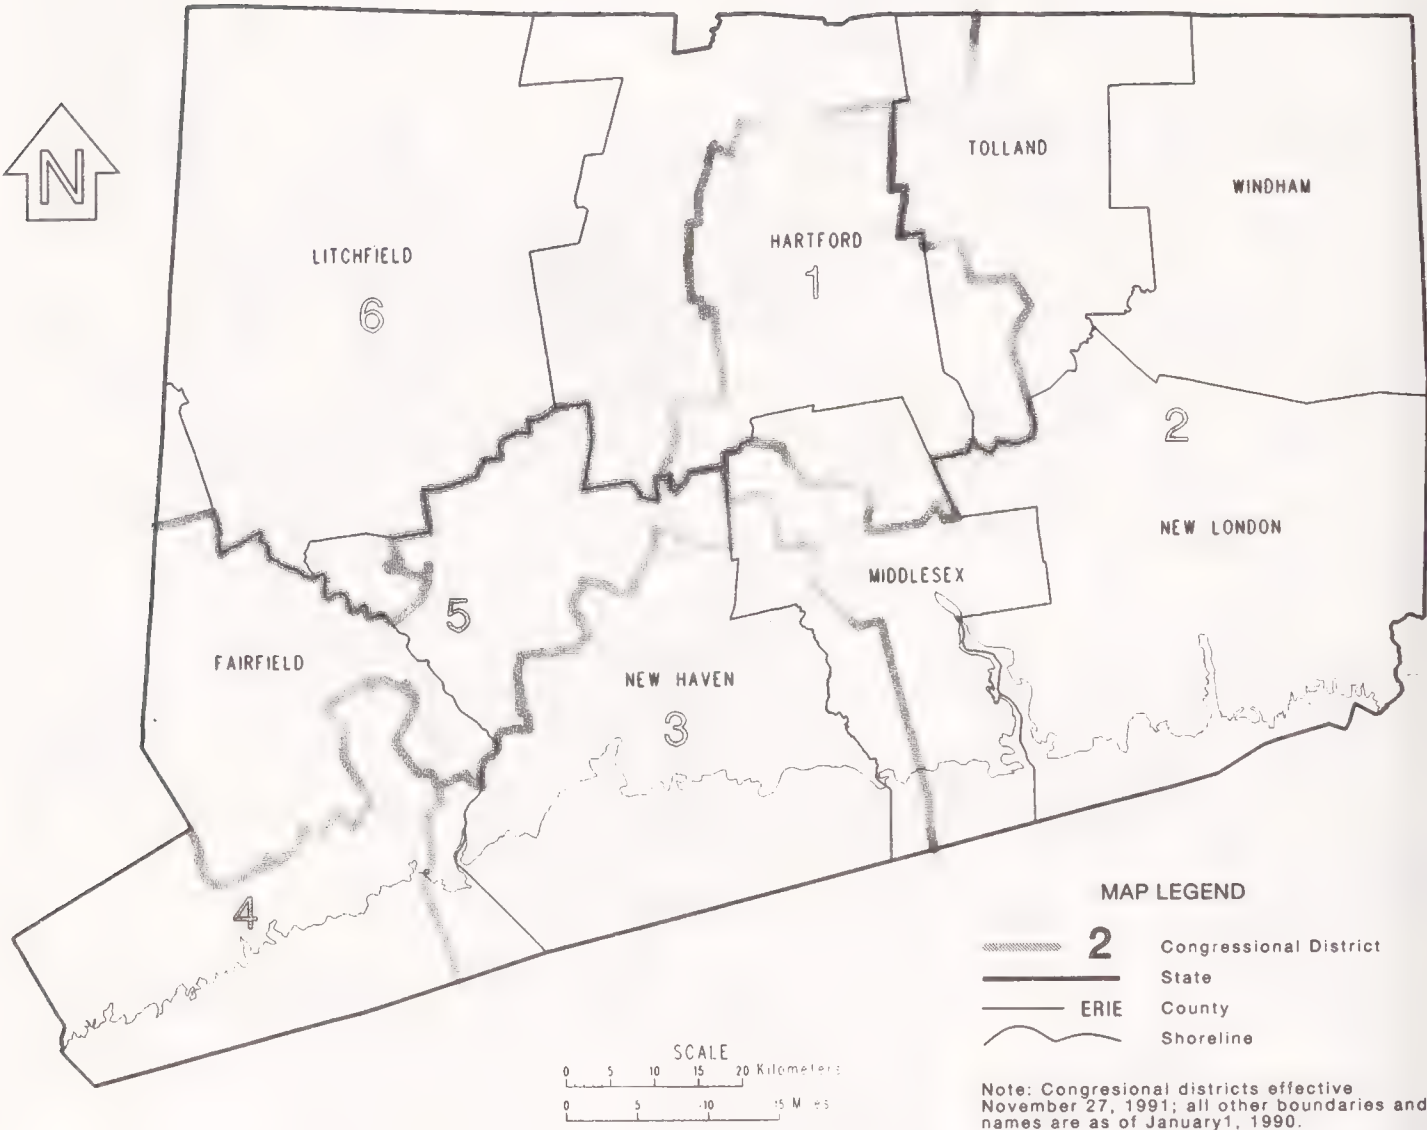 N
TOLLAND
WINDHAM
LITCHFIELD
6
HARTFORD
1
2
NEW LONDON
MIDDLESEX
5
FAIRFIELD
NEW HAVEN
3
4
MAP LEGEND
2 Congressional District
State
ERIE County
Shoreline
SCALE
0 5 10 15 20 Kilometers
0 5 10 15 Miles
Note: Congresional districts effective
November 27, 1991; all other boundaries and
names are as of January1, 1990.